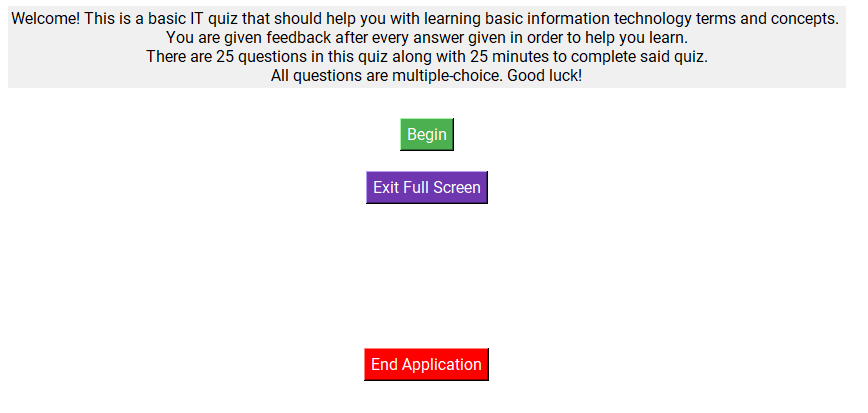 Welcome! This is a basic IT quiz that should help you with learning basic information technology terms and concepts.
You are given feedback after every answer given in order to help you learn.
There are 25 questions in this quiz along with 25 minutes to complete said quiz.
All questions are multiple-choice. Good luck!
Begin
Exit Full Screen
End Application